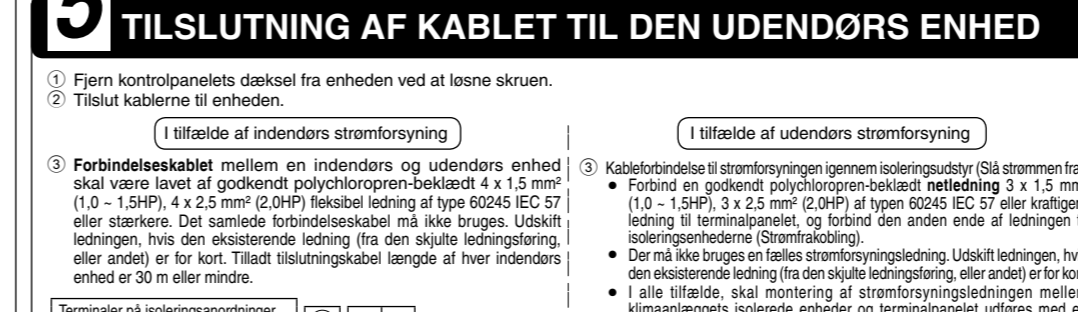 5 TILSLUTNING AF KABLET TIL DEN UDENDØRS ENHED
① Fjern kontrolpanelets dæksel fra enheden ved at løsne skruen.
② Tilslut kablerne til enheden.
I tilfælde af indendørs strømforsyning
③ Forbindelseskablet mellem en indendørs og udendørs enhed
skal være lavet af godkendt polychloropren-beklædt 4 x 1,5 mm²
(1,0 ~ 1,5HP), 4 x 2,5 mm² (2,0HP) fleksibel ledning af type 60245 IEC 57
eller stærkere. Det samlede forbindelseskabel må ikke bruges. Udskift
ledningen, hvis den eksisterende ledning (fra den skjulte ledningsføring,
eller andet) er for kort. Tilladt tilslutningskabel længde af hver indendørs
enhed er 30 m eller mindre.
Terminaler på isoleringsanordninger
I tilfælde af udendørs strømforsyning
③ Kableforbindelse til strømforsyningen igennem isoleringsudstyr (Slå strømmen fra
● Forbind en godkendt polychloropren-beklædt netledning 3 x 1,5 mm
(1,0 ~ 1,5HP), 3 x 2,5 mm² (2,0HP) af typen 60245 IEC 57 eller kraftiger
ledning til terminalpanelet, og forbind den anden ende af ledningen
isoleringsenhederne (Strømfrakobling).
● Der må ikke bruges en fælles strømforsyningsledning. Udskift ledningen, hv
den eksisterende ledning (fra den skjulte ledningsføring, eller andet) er for kor
● I alle tilfælde, skal montering af strømforsyningsledningen meller
klimaanlæggets isolerede enheder og terminalpanelet udføres med e